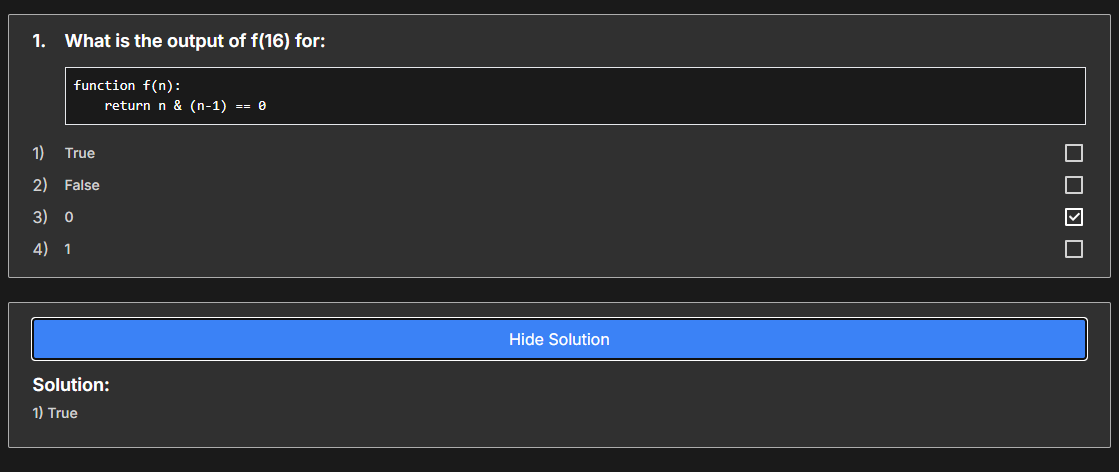 1. What is the output of f(16) for:
function f(n):
    return n & (n-1) == 0
1) True
2) False
3) 0
4) 1
Hide Solution
Solution:
1) True